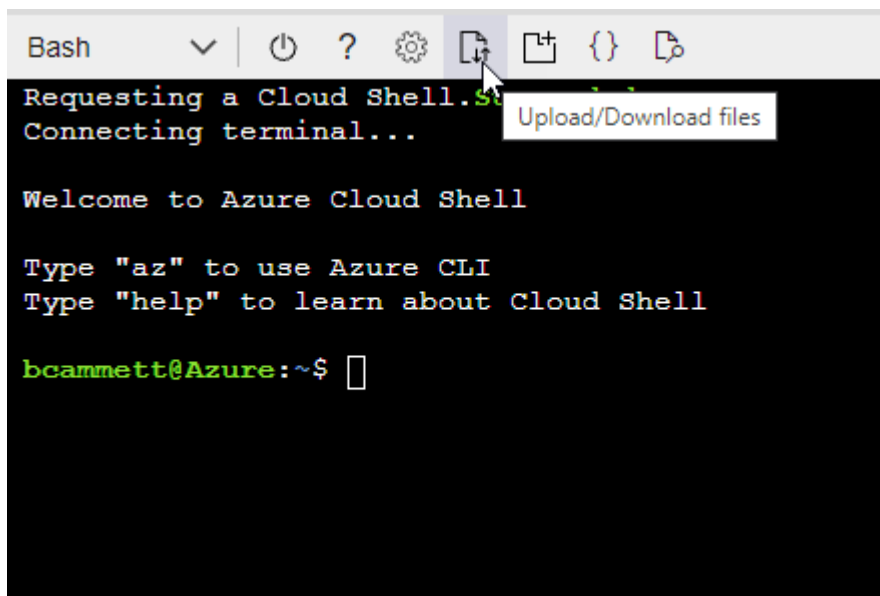 Bash ? {}
Requesting a Cloud Shell.
Upload/Download files
Connecting terminal...
Welcome to Azure Cloud Shell
Type "az" to use Azure CLI
Type "help" to learn about Cloud Shell
bcammett@Azure:~$